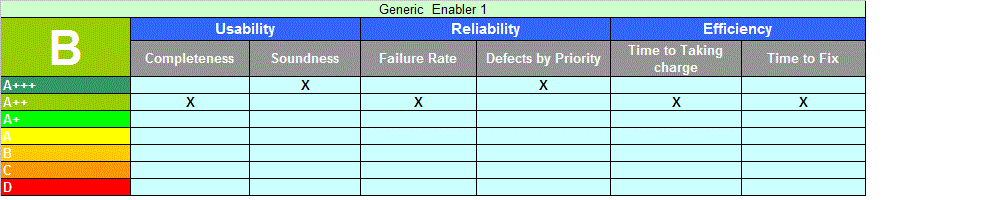 Generic Enabler 1
B
Usability Reliability Efficiency
Completeness Soundness Failure Rate Defects by Priority Time to Taking charge Time to Fix
A+++ X X
A++ X X X X
A+
A
B
C
D